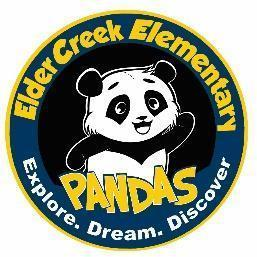 Elder Creek Elementary
PANDAS
Explore. Dream. Discover